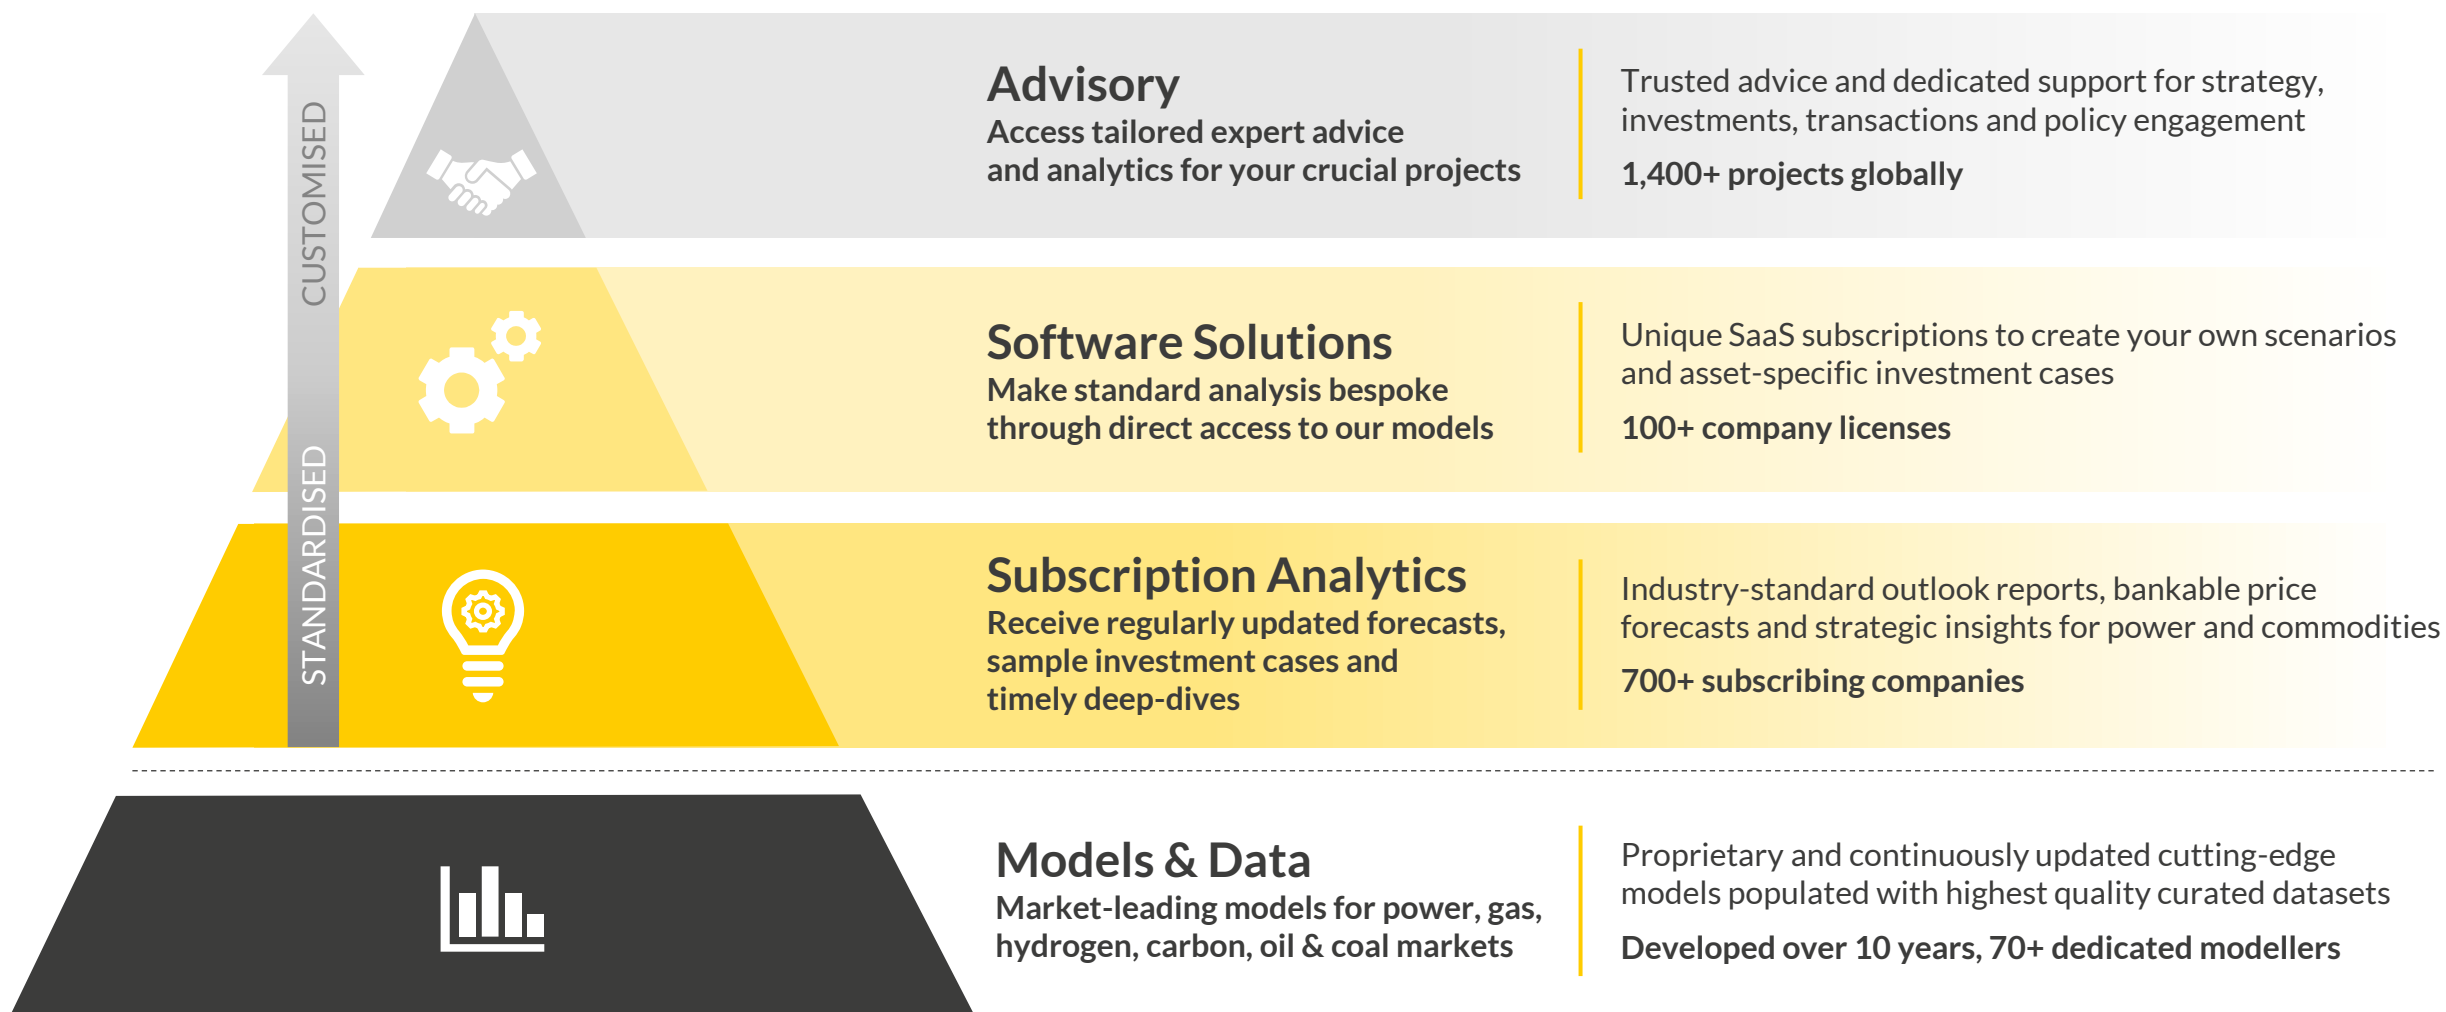 CUSTOMISED
STANDARDISED
Advisory
Access tailored expert advice
and analytics for your crucial projects
Trusted advice and dedicated support for strategy,
investments, transactions and policy engagement
1,400+ projects globally
Software Solutions
Make standard analysis bespoke
through direct access to our models
Unique SaaS subscriptions to create your own scenarios
and asset-specific investment cases
100+ company licenses
Subscription Analytics
Receive regularly updated forecasts,
sample investment cases and
timely deep-dives
Industry-standard outlook reports, bankable price
forecasts and strategic insights for power and commodities
700+ subscribing companies
Models & Data
Market-leading models for power, gas,
hydrogen, carbon, oil & coal markets
Proprietary and continuously updated cutting-edge
models populated with highest quality curated datasets
Developed over 10 years, 70+ dedicated modellers